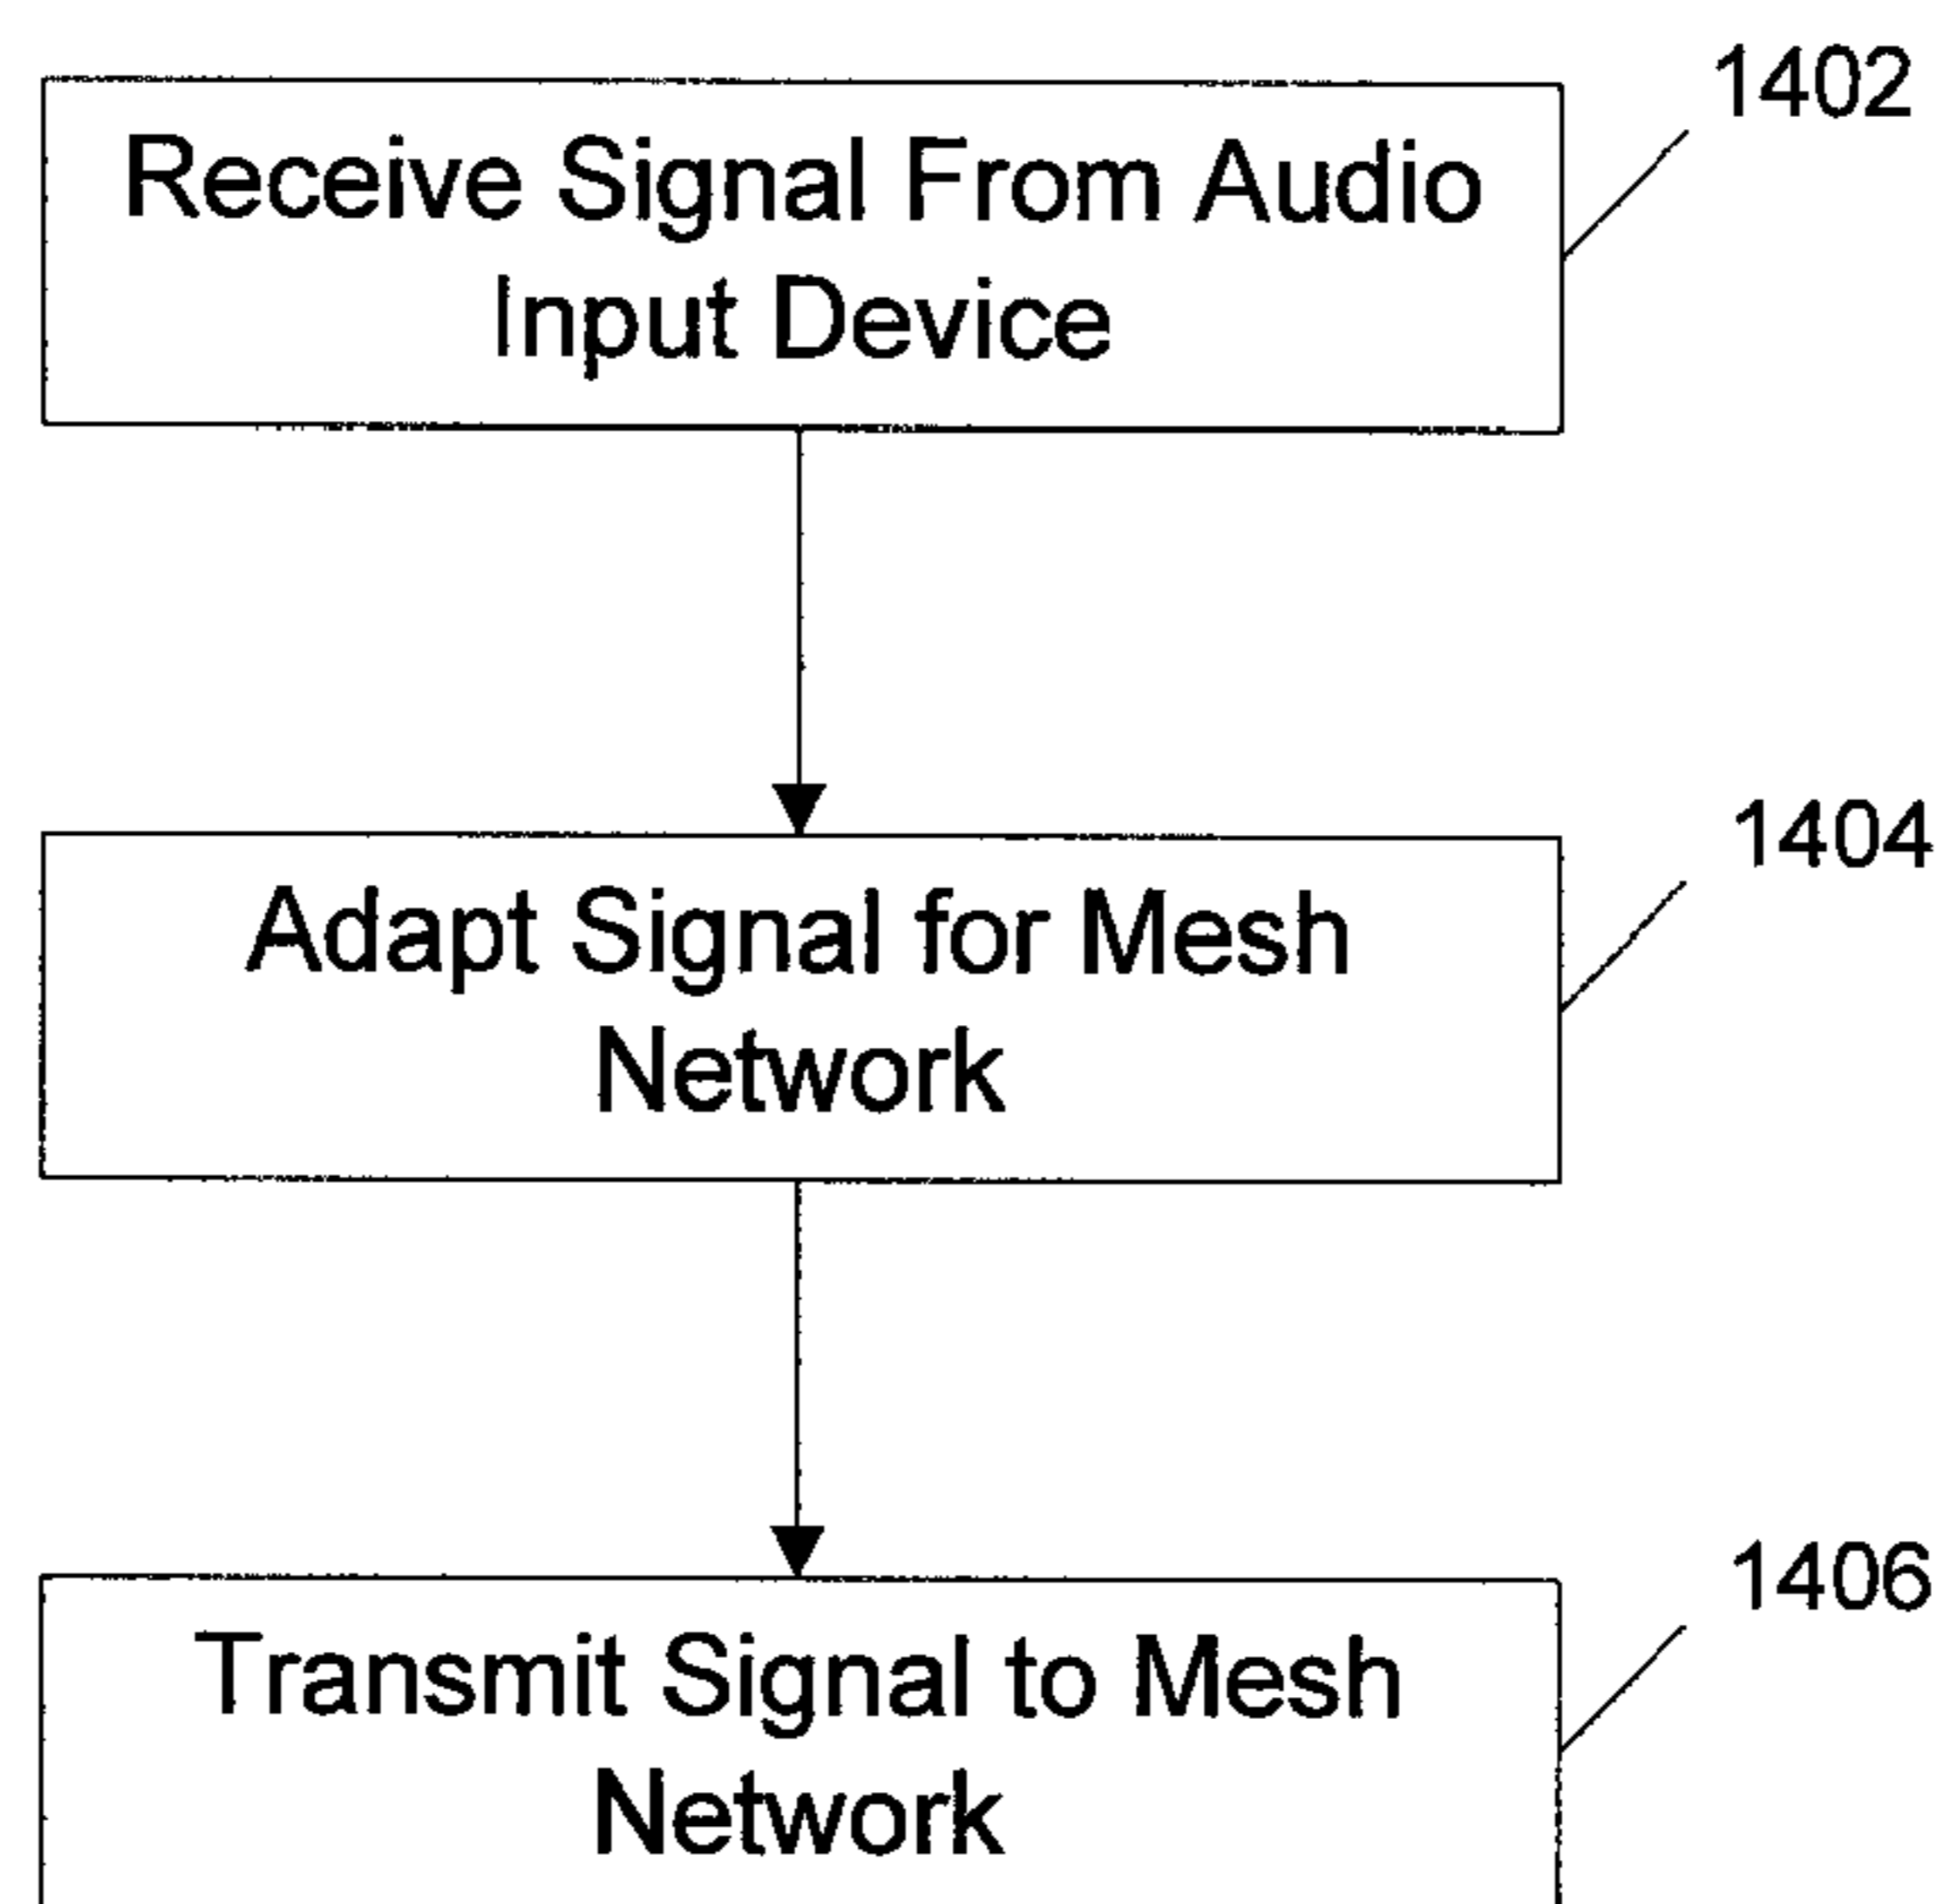 1402
Receive Signal From Audio
Input Device
1404
Adapt Signal for Mesh
Network
1406
Transmit Signal to Mesh
Network